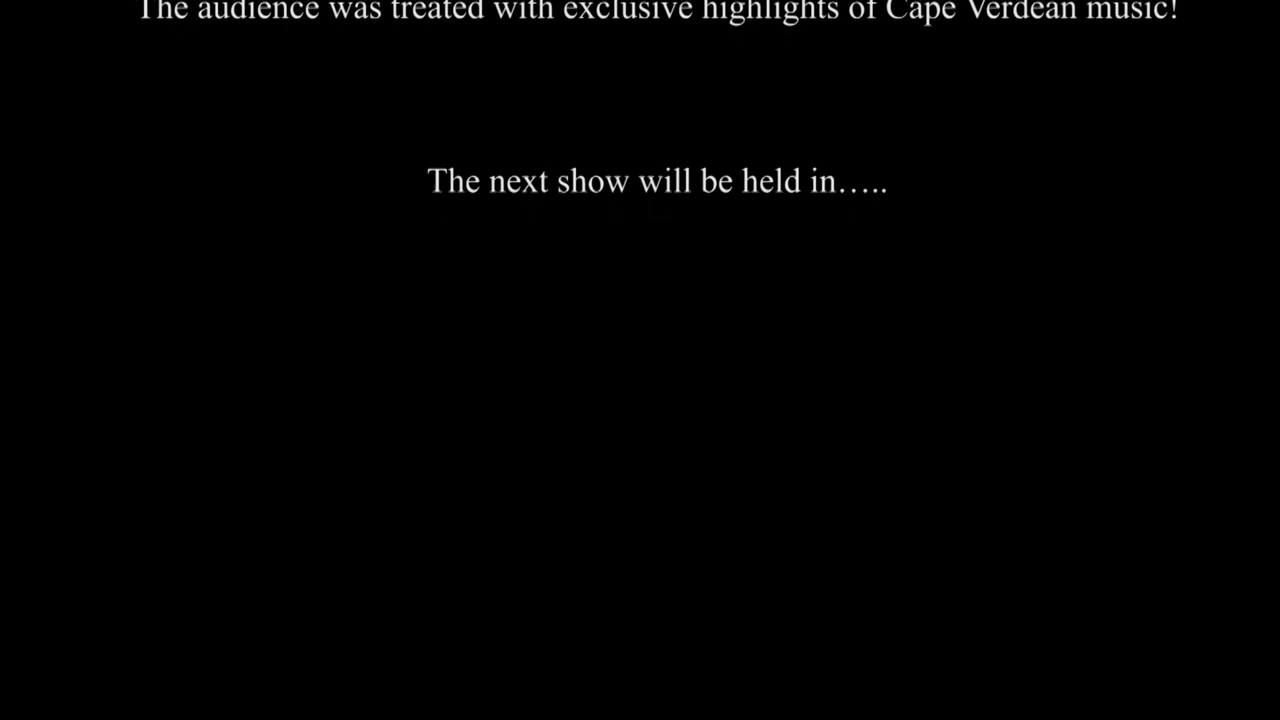 The audience was treated with exclusive highlights of Cape Verdean music!
The next show will be held in…..